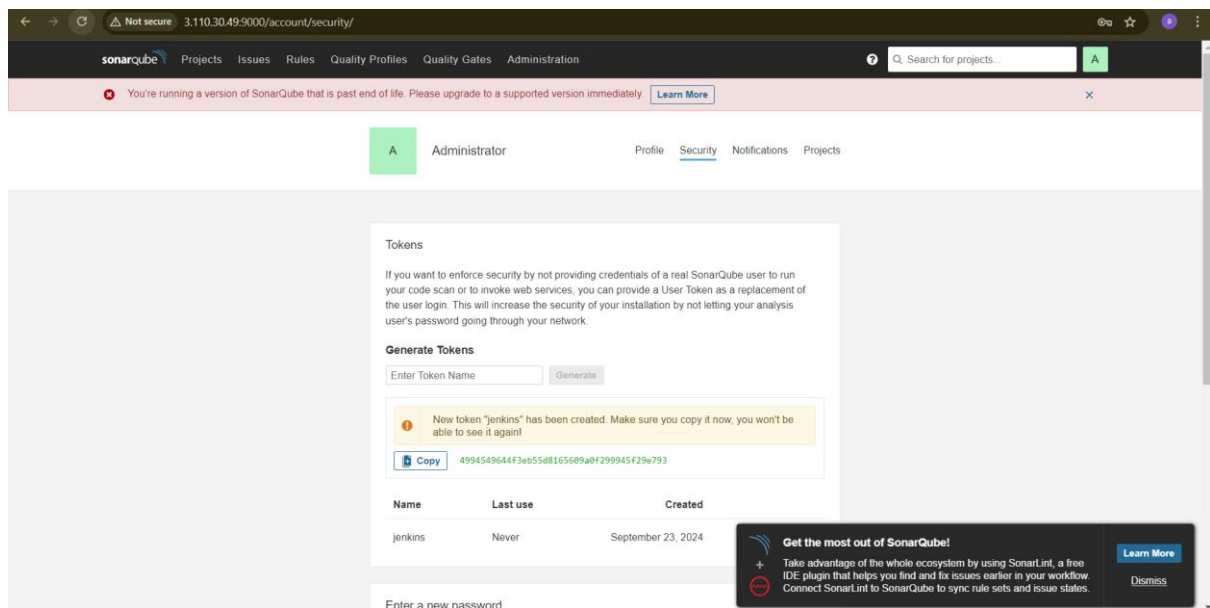 Not secure 3.110.30.49:9000/account/security/
a
sonarqube Projects Issues Rules Quality Profiles Quality Gates Administration
Search for projects...
A
You're running a version of SonarQube that is past end of life. Please upgrade to a supported version immediately. Learn More
A Administrator
Profile Security Notifications Projects
Tokens
If you want to enforce security by not providing credentials of a real SonarQube user to run
your code scan or to invoke web services, you can provide a User Token as a replacement of
the user login. This will increase the security of your installation by not letting your analysis
user's password going through your network.
Generate Tokens
Enter Token Name Generate
New token "jenkins" has been created. Make sure you copy it now, you won't be
able to see it again!
Copy 4994549644f3eb55d8165609a0f299945f29e793
Name Last use Created
jenkins Never September 23, 2024
Enter a new password
Get the most out of SonarQube!
Take advantage of the whole ecosystem by using SonarLint, a free
IDE plugin that helps you find and fix issues earlier in your workflow.
Connect SonarLint to SonarQube to sync rule sets and issue states.
Learn More
Dismiss